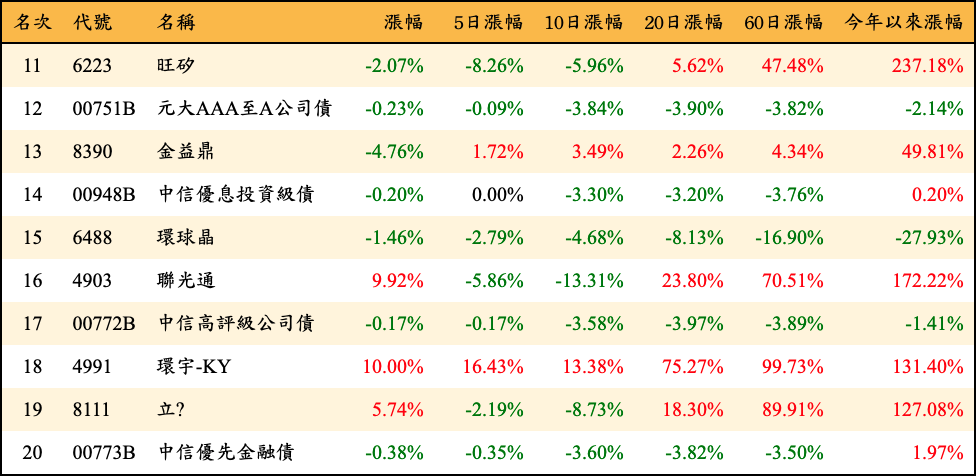 名次 代號 名稱 漲幅 5日漲幅 10日漲幅 20日漲幅 60日漲幅 今年以來漲幅
11 6223 旺矽 -2.07% -8.26% -5.96% 5.62% 47.48% 237.18%
12 00751B 元大AAA至A公司債 -0.23% -0.09% -3.84% -3.90% -3.82% -2.14%
13 8390 金益鼎 -4.76% 1.72% 3.49% 2.26% 4.34% 49.81%
14 00948B 中信優息投資級債 -0.20% 0.00% -3.30% -3.20% -3.76% 0.20%
15 6488 環球晶 -1.46% -2.79% -4.68% -8.13% -16.90% -27.93%
16 4903 聯光通 9.92% -5.86% -13.31% 23.80% 70.51% 172.22%
17 00772B 中信高評級公司債 -0.17% -0.17% -3.58% -3.97% -3.89% -1.41%
18 4991 環宇-KY 10.00% 16.43% 13.38% 75.27% 99.73% 131.40%
19 8111 立? 5.74% -2.19% -8.73% 18.30% 89.91% 127.08%
20 00773B 中信優先金融債 -0.38% -0.35% -3.60% -3.82% -3.50% 1.97%